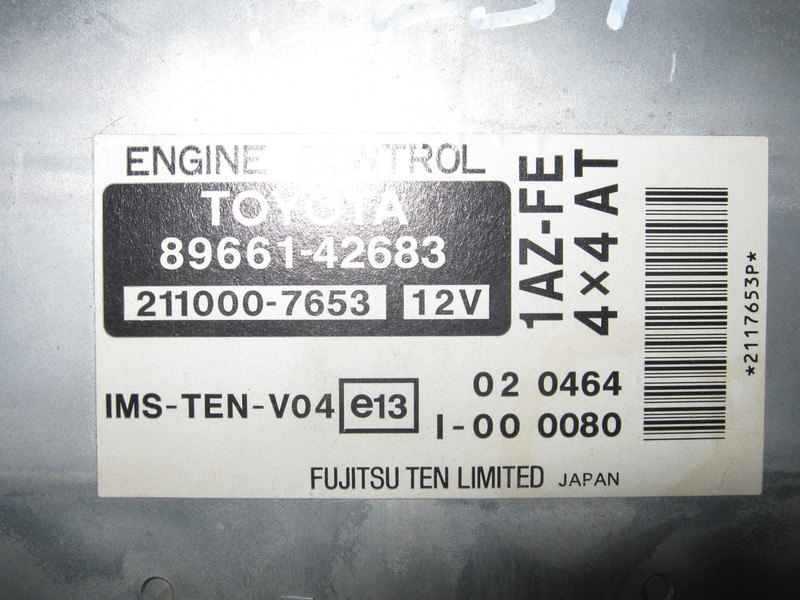 ENGINE CONTROL
TOYOTA
89661-42683
211000-7653 12V
1AZ-FE
4×4 AT
*2117653P*
IMS-TEN-V04 e13
02 0464
I-00 0080
FUJITSU TEN LIMITED JAPAN